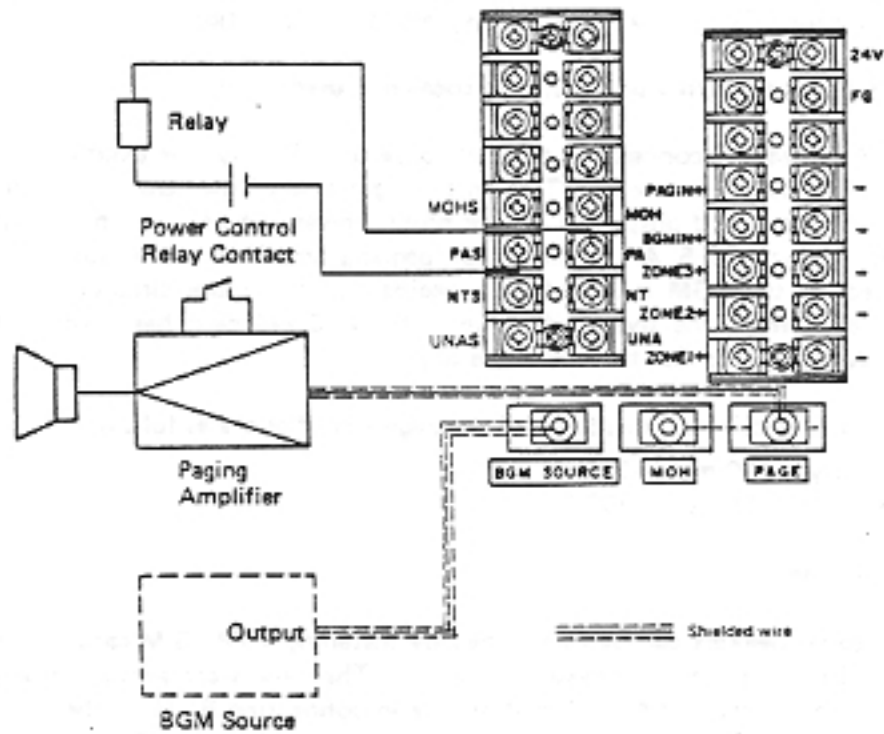 Relay
Power Control
Relay Contact
Paging
Amplifier
Output
BGM Source
MOHS
PAS
NTS
UNAS
MOH
PA
NT
UNA
PAGIN+
BGMIN+
ZONE3+
ZONE2+
ZONE1+
24V
FG
-
-
-
-
-
BGM SOURCE
MOH
PAGE
Shielded wire